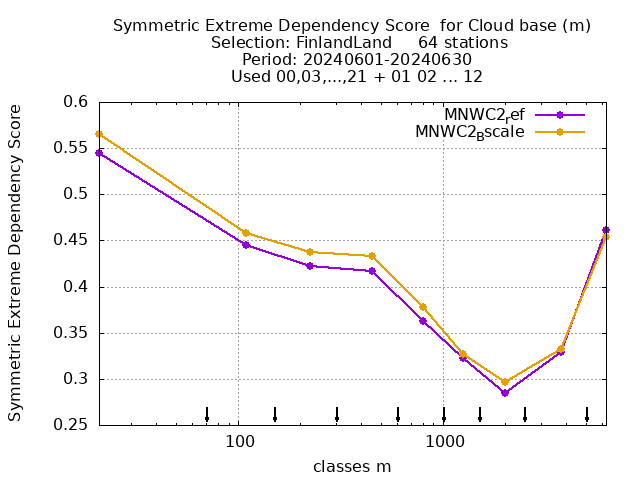 Symmetric Extreme Dependency Score  for Cloud base (m)
Selection: FinlandLand     64 stations
Period: 20240601-20240630
Used 00,03,...,21 + 01 02 ... 12
MNWC2ref
MNWC2Bscale
Symmetric Extreme Dependency Score
0.6
0.55
0.5
0.45
0.4
0.35
0.3
0.25
100
1000
classes m